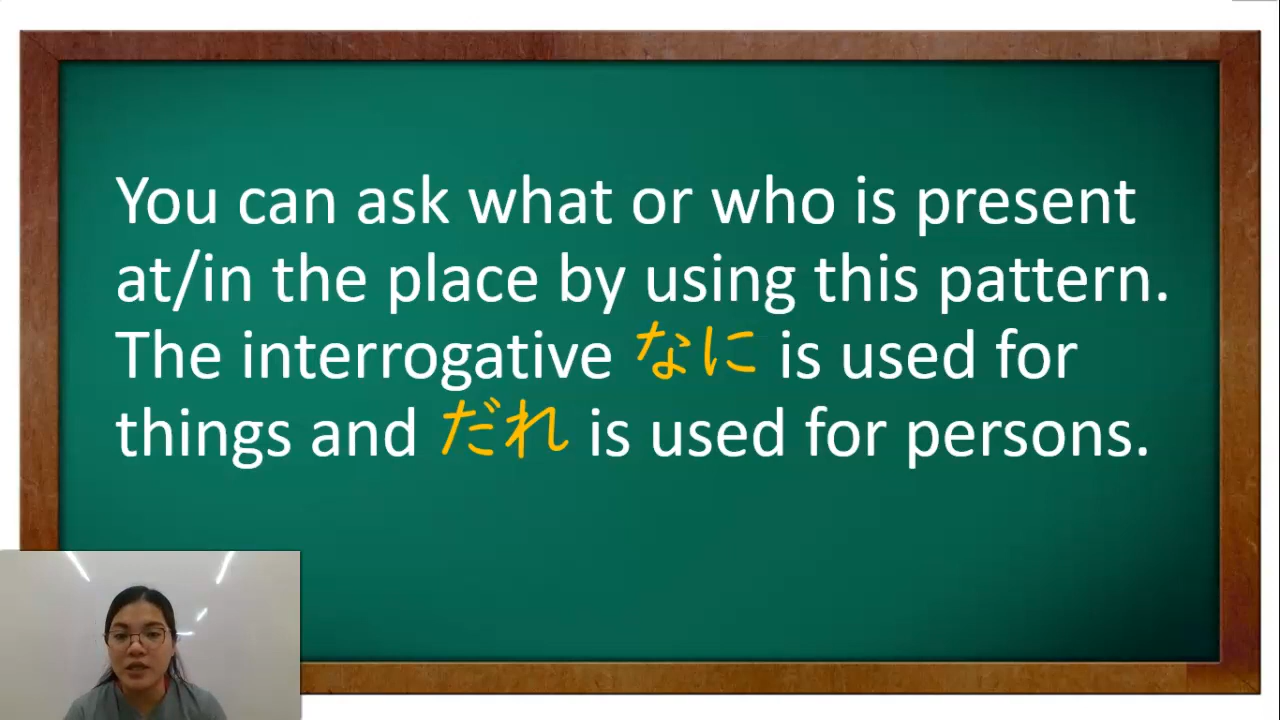 You can ask what or who is present
at/in the place by using this pattern.
The interrogative なに is used for
things and だれ is used for persons.